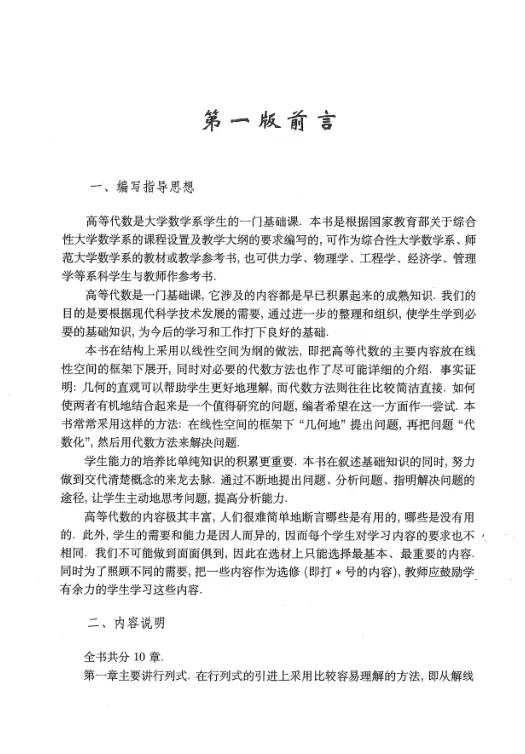 第一版前言
一、编写指导思想
高等代数是大学数学系学生的一门基础课. 本书是根据国家教育部关于综合
性大学数学系的课程设置及教学大纲的要求编写的, 可作为综合性大学数学系、师
范大学数学系的教材或教学参考书, 也可供力学、物理学、工程学、经济学、管理
学等系科学生与教师作参考书.
高等代数是一门基础课, 它涉及的内容都是早已积累起来的成熟知识. 我们的
目的是要根据现代科学技术发展的需要, 通过进一步的整理和组织, 使学生学到必
要的基础知识, 为今后的学习和工作打下良好的基础.
本书在结构上采用以线性空间为纲的做法, 即把高等代数的主要内容放在线
性空间的框架下展开, 同时对必要的代数方法也作了尽可能详细的介绍. 事实证
明: 几何的直观可以帮助学生更好地理解, 而代数方法则往往比较简洁直接. 如何
使两者有机地结合起来是一个值得研究的问题, 编者希望在这一方面作一尝试. 本
书常常采用这样的方法: 在线性空间的框架下 “几何地” 提出问题, 再把问题 “代
数化”, 然后用代数方法来解决问题.
学生能力的培养比单纯知识的积累更重要. 本书在叙述基础知识的同时, 努力
做到交代清楚概念的来龙去脉. 通过不断地提出问题、分析问题、指明解决问题的
途径, 让学生主动地思考问题, 提高分析能力.
高等代数的内容极其丰富, 人们很难简单地断言哪些是有用的, 哪些是没有用
的. 此外, 学生的需要和能力是因人而异的, 因而每个学生对学习内容的要求也不
相同. 我们不可能做到面面俱到, 因此在选材上只能选择最基本、最重要的内容.
同时为了照顾不同的需要, 把一些内容作为选修 (即打 * 号的内容), 教师应鼓励学
有余力的学生学习这些内容.
二、内容说明
全书共分 10 章.
第一章主要讲行列式. 在行列式的引进上采用比较容易理解的方法, 即从解线